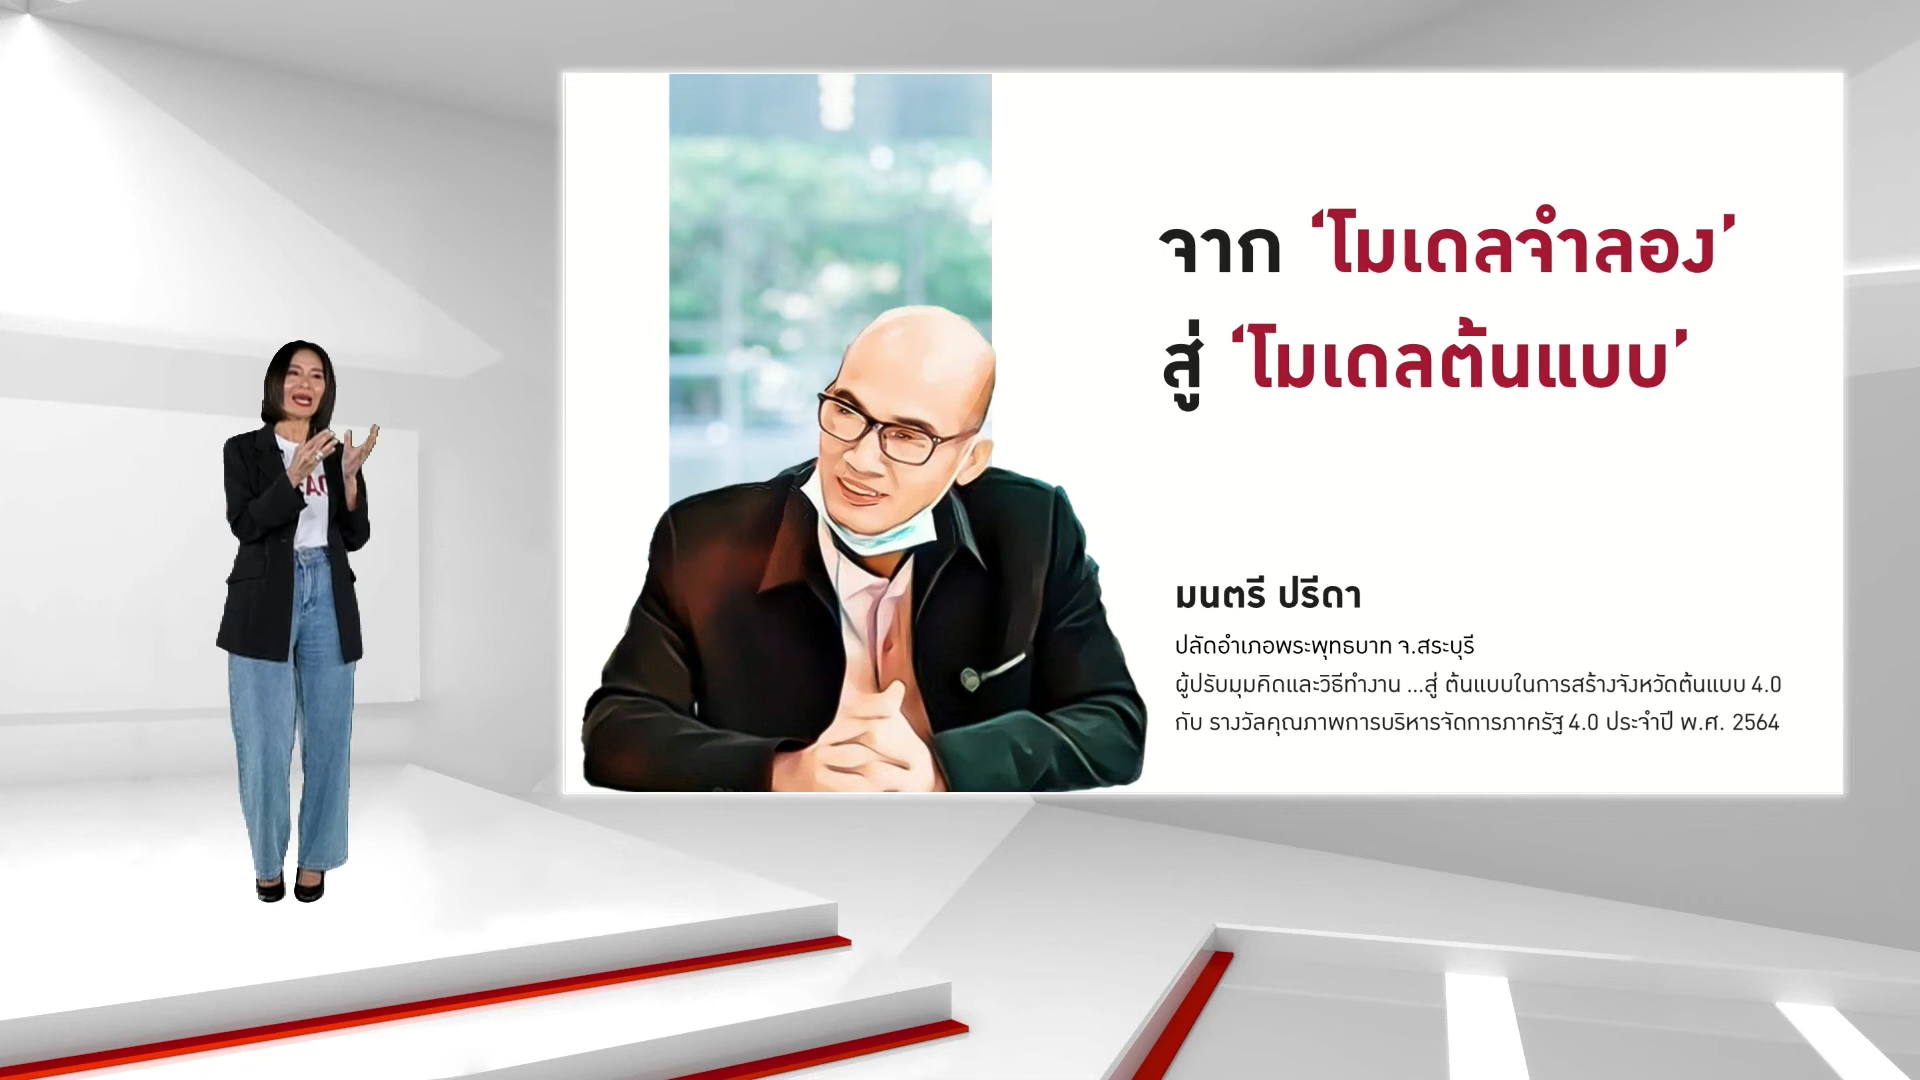 จาก ‘โมเดลจำลอง’
สู่ ‘โมเดลต้นแบบ’
มนตรี ปรีดา
ปลัดอำเภอพระพุทธบาท จ.สระบุรี
ผู้ปรับมุมคิดและวิธีทำงาน ...สู่ ต้นแบบในการสร้างจังหวัดต้นแบบ 4.0
กับ รางวัลคุณภาพการบริหารจัดการภาครัฐ 4.0 ประจำปี พ.ศ. 2564